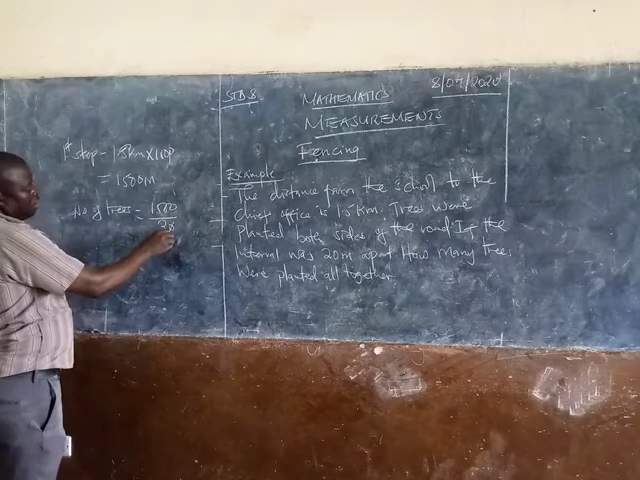 1st step - 1.5km x 1000
= 1500m
No of trees = 1500
20
STD 8
MATHEMATICS
8/04/2020
MEASUREMENTS
Fencing
Example
The distance from the school to the
chief office is 1.5km. Trees were
planted both sides of the road. If the
Interval was 20m apart How many trees
were planted all together